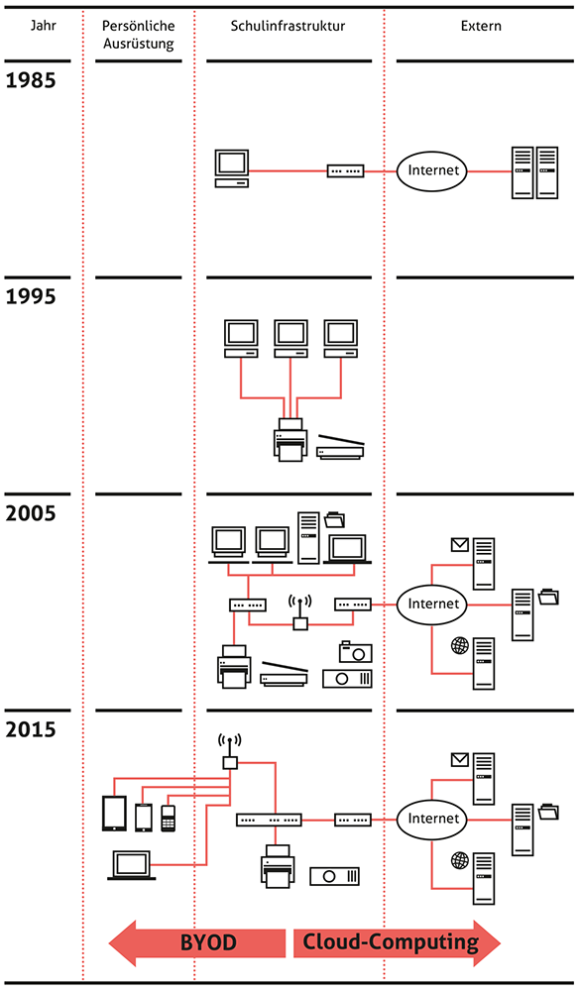 Jahr
Persönliche
Ausrüstung
Schulinfrastruktur
Extern
1985
Internet
1995
2005
Internet
2015
Internet
BYOD
Cloud-Computing